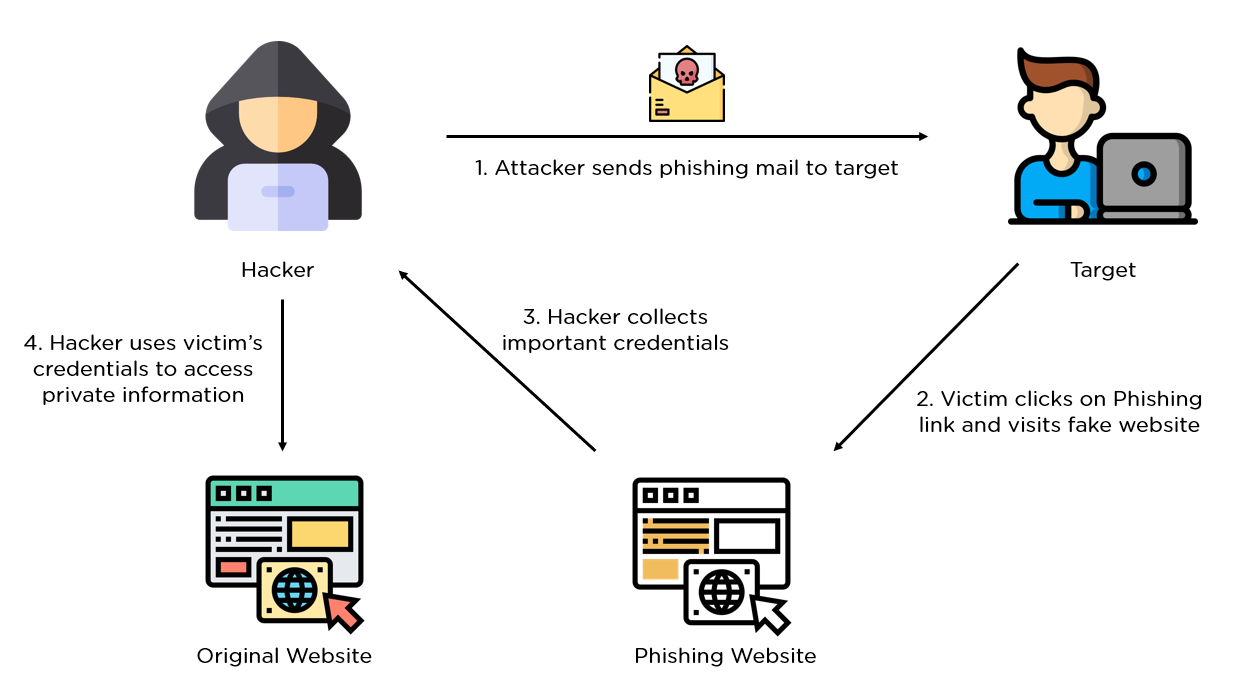 1. Attacker sends phishing mail to target
Hacker
Target
3. Hacker collects
important credentials
4. Hacker uses victim’s
credentials to access
private information
2. Victim clicks on Phishing
link and visits fake website
Original Website
Phishing Website